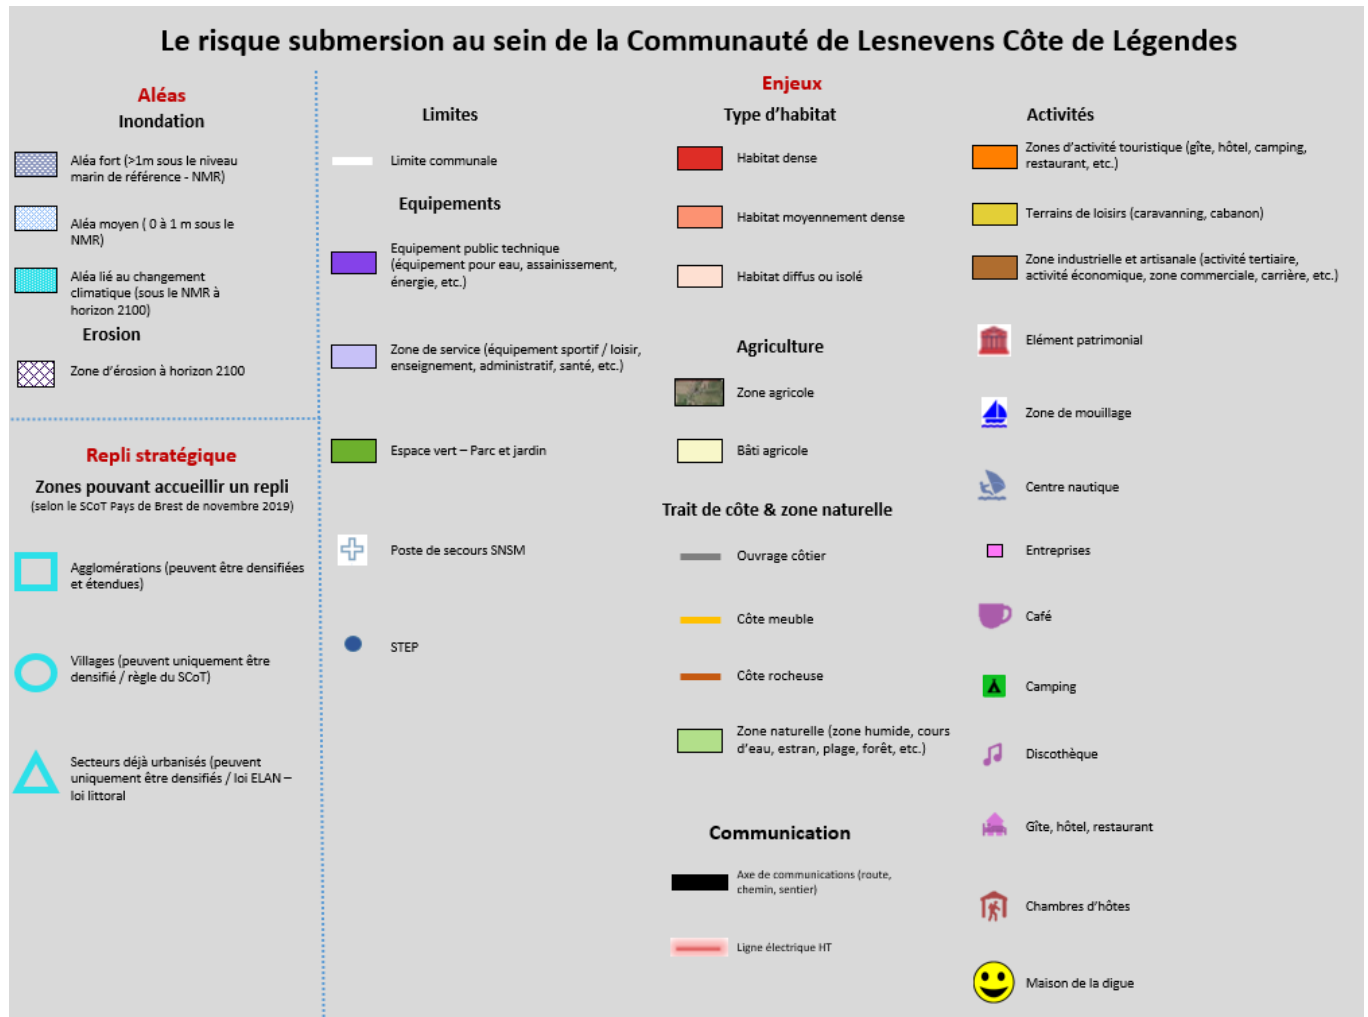 Le risque submersion au sein de la Communauté de Lesnevens Côte de Légendes
Aléas
Inondation
Aléa fort (>1m sous le niveau
marin de référence - NMR)
Aléa moyen ( 0 à 1 m sous le
NMR)
Aléa lié au changement
climatique (sous le NMR à
horizon 2100)
Erosion
Zone d'érosion à horizon 2100
Repli stratégique
Zones pouvant accueillir un repli
(selon le SCoT Pays de Brest de novembre 2019)
Agglomérations (peuvent être densifiées
et étendues)
Villages (peuvent uniquement être
densifié / règle du SCoT)
Secteurs déjà urbanisés (peuvent
uniquement être densifiés / loi ELAN –
loi littoral
Enjeux
Limites
Limite communale
Equipements
Equipement public technique
(équipement pour eau, assainissement,
énergie, etc.)
Zone de service (équipement sportif / loisir,
enseignement, administratif, santé, etc.)
Espace vert – Parc et jardin
Poste de secours SNSM
STEP
Type d'habitat
Habitat dense
Habitat moyennement dense
Habitat diffus ou isolé
Agriculture
Zone agricole
Bâti agricole
Trait de côte & zone naturelle
Ouvrage côtier
Côte meuble
Côte rocheuse
Zone naturelle (zone humide, cours
d'eau, estran, plage, forêt, etc.)
Communication
Axe de communications (route,
chemin, sentier)
Ligne électrique HT
Activités
Zones d'activité touristique (gîte, hôtel, camping,
restaurant, etc.)
Terrains de loisirs (caravanning, cabanon)
Zone industrielle et artisanale (activité tertiaire,
activité économique, zone commerciale, carrière, etc.)
Elément patrimonial
Zone de mouillage
Centre nautique
Entreprises
Café
Camping
Discothèque
Gîte, hôtel, restaurant
Chambres d'hôtes
Maison de la digue